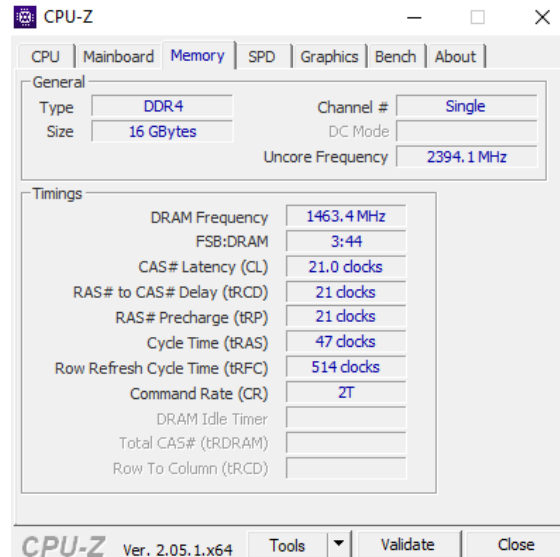 CPU-Z
CPU Mainboard Memory SPD Graphics Bench About
General
Type DDR4 Channel # Single
Size 16 GBytes DC Mode
Uncore Frequency 2394.1 MHz
Timings
DRAM Frequency 1463.4 MHz
FSB:DRAM 3:44
CAS# Latency (CL) 21.0 clocks
RAS# to CAS# Delay (tRCD) 21 clocks
RAS# Precharge (tRP) 21 clocks
Cycle Time (tRAS) 47 clocks
Row Refresh Cycle Time (tRFC) 514 clocks
Command Rate (CR) 2T
DRAM Idle Timer
Total CAS# (tRDRAM)
Row To Column (tRCD)
CPU-Z Ver. 2.05.1.x64 Tools Validate Close